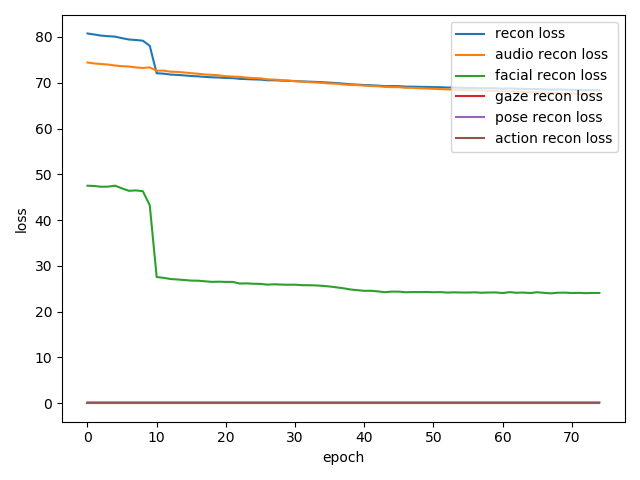 recon loss
audio recon loss
facial recon loss
gaze recon loss
pose recon loss
action recon loss
loss
80
70
60
50
40
30
20
10
0
0 10 20 30 40 50 60 70
epoch